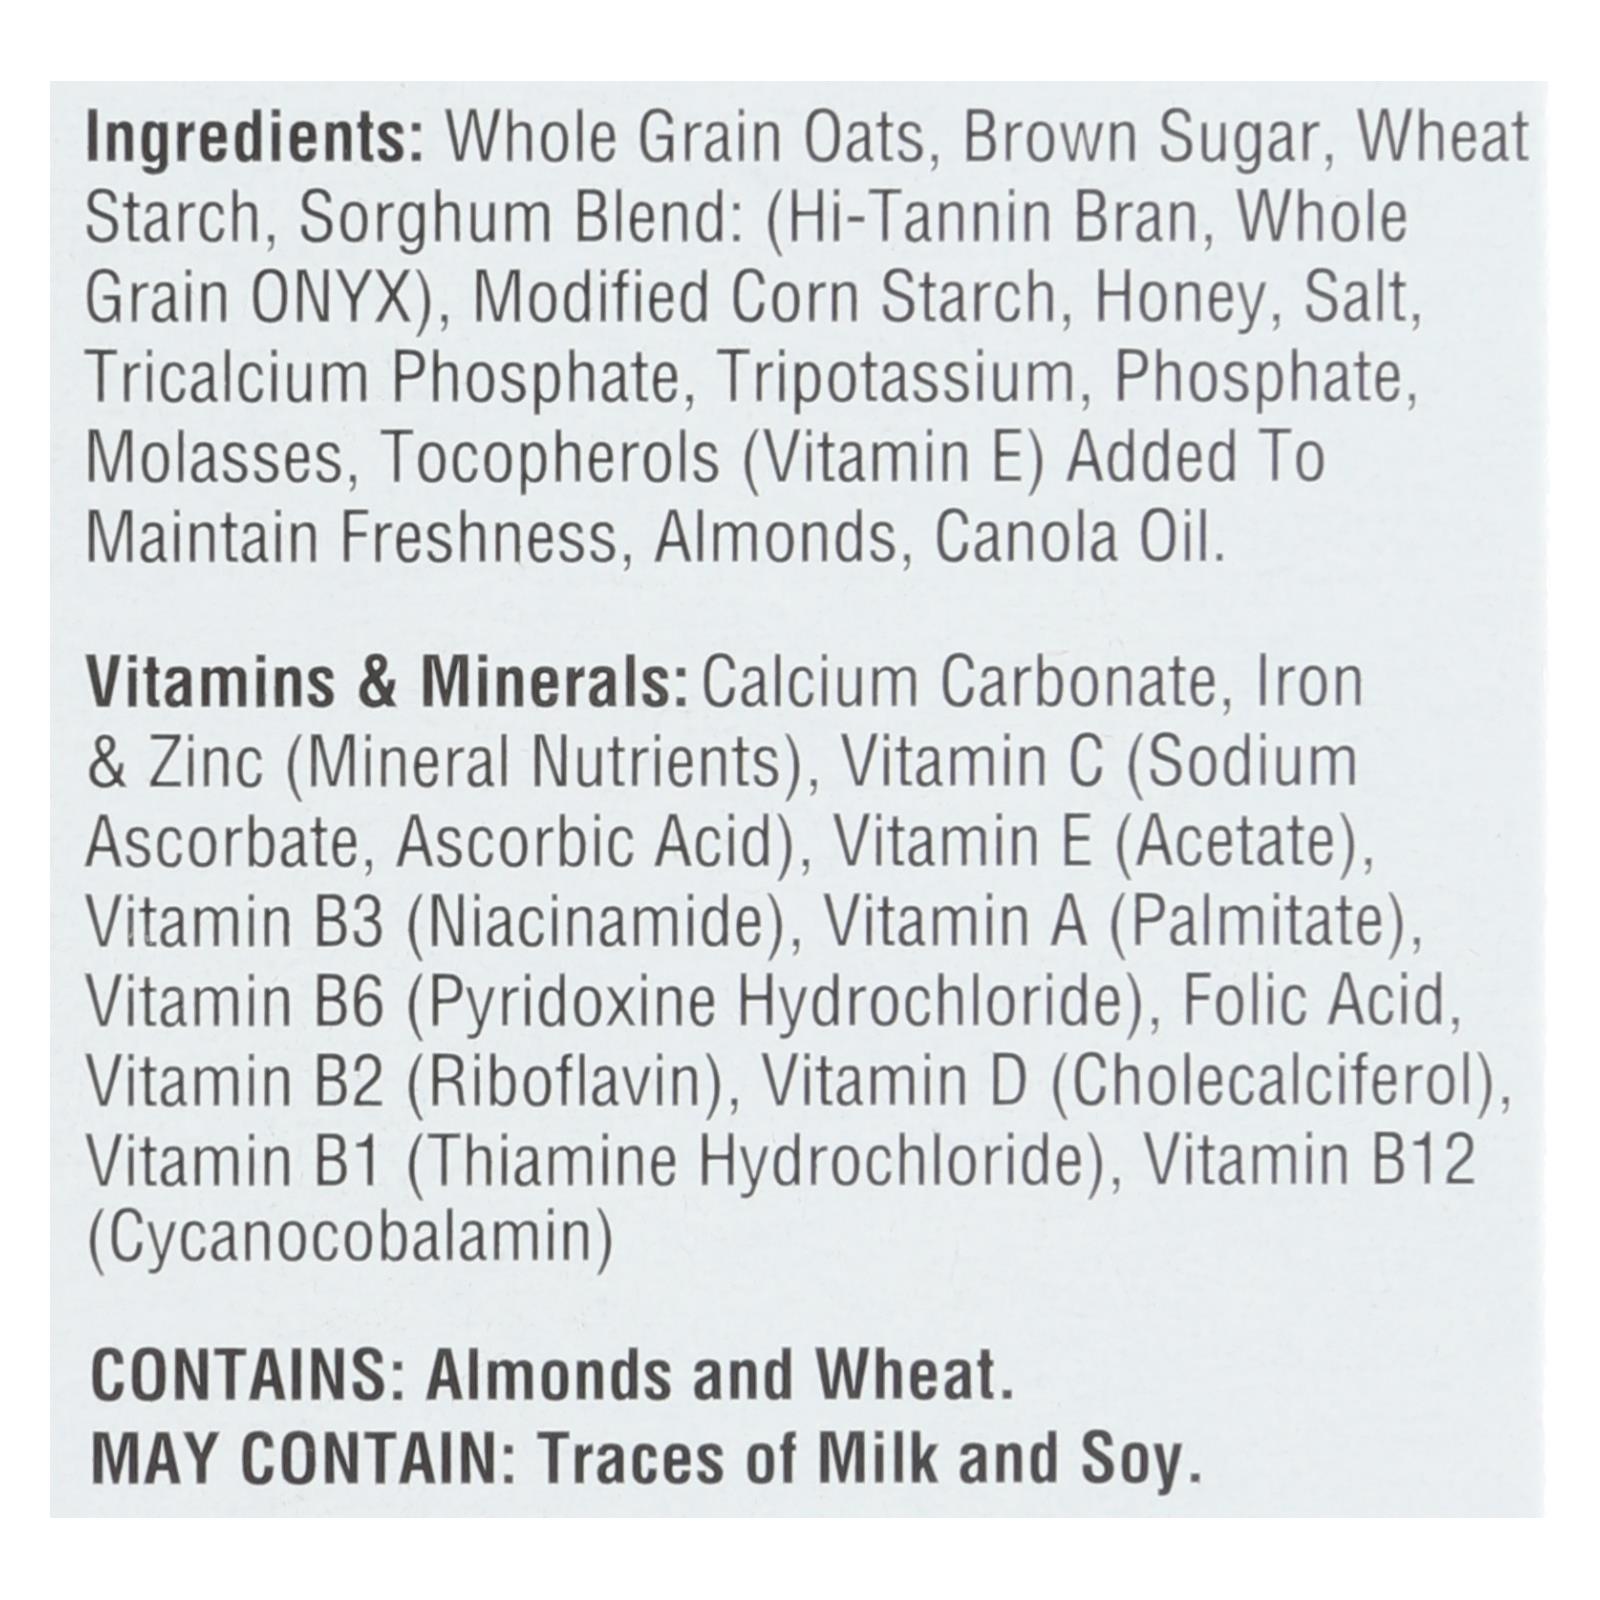 Ingredients: Whole Grain Oats, Brown Sugar, Wheat
Starch, Sorghum Blend: (Hi-Tannin Bran, Whole
Grain ONYX), Modified Corn Starch, Honey, Salt,
Tricalcium Phosphate, Tripotassium, Phosphate,
Molasses, Tocopherols (Vitamin E) Added To
Maintain Freshness, Almonds, Canola Oil.
Vitamins & Minerals: Calcium Carbonate, Iron
& Zinc (Mineral Nutrients), Vitamin C (Sodium
Ascorbate, Ascorbic Acid), Vitamin E (Acetate),
Vitamin B3 (Niacinamide), Vitamin A (Palmitate),
Vitamin B6 (Pyridoxine Hydrochloride), Folic Acid,
Vitamin B2 (Riboflavin), Vitamin D (Cholecalciferol),
Vitamin B1 (Thiamine Hydrochloride), Vitamin B12
(Cycanocobalamin)
CONTAINS: Almonds and Wheat.
MAY CONTAIN: Traces of Milk and Soy.